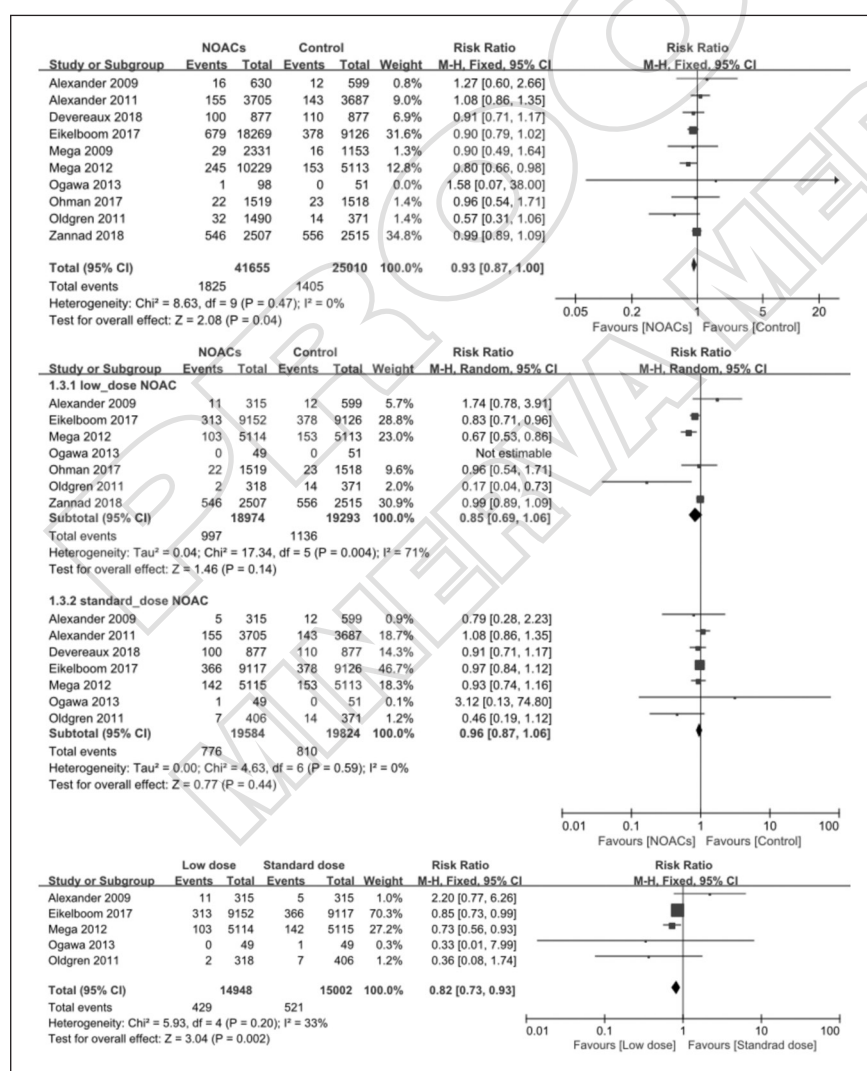 NOACs Control Risk Ratio Risk Ratio
Study or Subgroup Events Total Events Total Weight M-H, Fixed, 95% CI M-H, Fixed, 95% CI
Alexander 2009 16 630 12 599 0.8% 1.27 [0.60, 2.66]
Alexander 2011 155 3705 143 3687 9.0% 1.08 [0.86, 1.35]
Devereaux 2018 100 877 110 877 6.9% 0.91 [0.71, 1.17]
Eikelboom 2017 679 18269 378 9126 31.6% 0.90 [0.79, 1.02]
Mega 2009 29 2331 16 1153 1.3% 0.90 [0.49, 1.64]
Mega 2012 245 10229 153 5113 12.8% 0.80 [0.66, 0.98]
Ogawa 2013 1 98 0 51 0.0% 1.58 [0.07, 38.00]
Ohman 2017 22 1519 23 1518 1.4% 0.96 [0.54, 1.71]
Oldgren 2011 32 1490 14 371 1.4% 0.57 [0.31, 1.06]
Zannad 2018 546 2507 556 2515 34.8% 0.99 [0.89, 1.09]
Total (95% CI) 41655 25010 100.0% 0.93 [0.87, 1.00]
Total events 1825 1405
Heterogeneity: Chi² = 8.63, df = 9 (P = 0.47); I² = 0%
Test for overall effect: Z = 2.08 (P = 0.04)
0.05 0.2 1 5 20
Favours [NOACs] Favours [Control]
NOACs Control Risk Ratio Risk Ratio
Study or Subgroup Events Total Events Total Weight M-H, Random, 95% CI M-H, Random, 95% CI
1.3.1 low_dose NOAC
Alexander 2009 11 315 12 599 5.7% 1.74 [0.78, 3.91]
Eikelboom 2017 313 9152 378 9126 28.8% 0.83 [0.71, 0.96]
Mega 2012 103 5114 153 5113 23.0% 0.67 [0.53, 0.86]
Ogawa 2013 0 49 0 51 Not estimable
Ohman 2017 22 1519 23 1518 9.6% 0.96 [0.54, 1.71]
Oldgren 2011 2 318 14 371 2.0% 0.17 [0.04, 0.73]
Zannad 2018 546 2507 556 2515 30.9% 0.99 [0.89, 1.09]
Subtotal (95% CI) 18974 19293 100.0% 0.85 [0.69, 1.06]
Total events 997 1136
Heterogeneity: Tau² = 0.04; Chi² = 17.34, df = 5 (P = 0.004); I² = 71%
Test for overall effect: Z = 1.46 (P = 0.14)
1.3.2 standard_dose NOAC
Alexander 2009 5 315 12 599 0.9% 0.79 [0.28, 2.23]
Alexander 2011 155 3705 143 3687 18.7% 1.08 [0.86, 1.35]
Devereaux 2018 100 877 110 877 14.3% 0.91 [0.71, 1.17]
Eikelboom 2017 366 9117 378 9126 46.7% 0.97 [0.84, 1.12]
Mega 2012 142 5115 153 5113 18.3% 0.93 [0.74, 1.16]
Ogawa 2013 1 49 0 51 0.1% 3.12 [0.13, 74.80]
Oldgren 2011 7 406 14 371 1.2% 0.46 [0.19, 1.12]
Subtotal (95% CI) 19584 19824 100.0% 0.96 [0.87, 1.06]
Total events 776 810
Heterogeneity: Tau² = 0.00; Chi² = 4.63, df = 6 (P = 0.59); I² = 0%
Test for overall effect: Z = 0.77 (P = 0.44)
0.01 0.1 1 10 100
Favours [NOACs] Favours [Control]
Low dose Standard dose Risk Ratio Risk Ratio
Study or Subgroup Events Total Events Total Weight M-H, Fixed, 95% CI M-H, Fixed, 95% CI
Alexander 2009 11 315 5 315 1.0% 2.20 [0.77, 6.26]
Eikelboom 2017 313 9152 366 9117 70.3% 0.85 [0.73, 0.99]
Mega 2012 103 5114 142 5115 27.2% 0.73 [0.56, 0.93]
Ogawa 2013 0 49 1 49 0.3% 0.33 [0.01, 7.99]
Oldgren 2011 2 318 7 406 1.2% 0.36 [0.08, 1.74]
Total (95% CI) 14948 15002 100.0% 0.82 [0.73, 0.93]
Total events 429 521
Heterogeneity: Chi² = 5.93, df = 4 (P = 0.20); I² = 33%
Test for overall effect: Z = 3.04 (P = 0.002)
0.01 0.1 1 10 100
Favours [Low dose] Favours [Standrad dose]
PROO
MINERVA ME